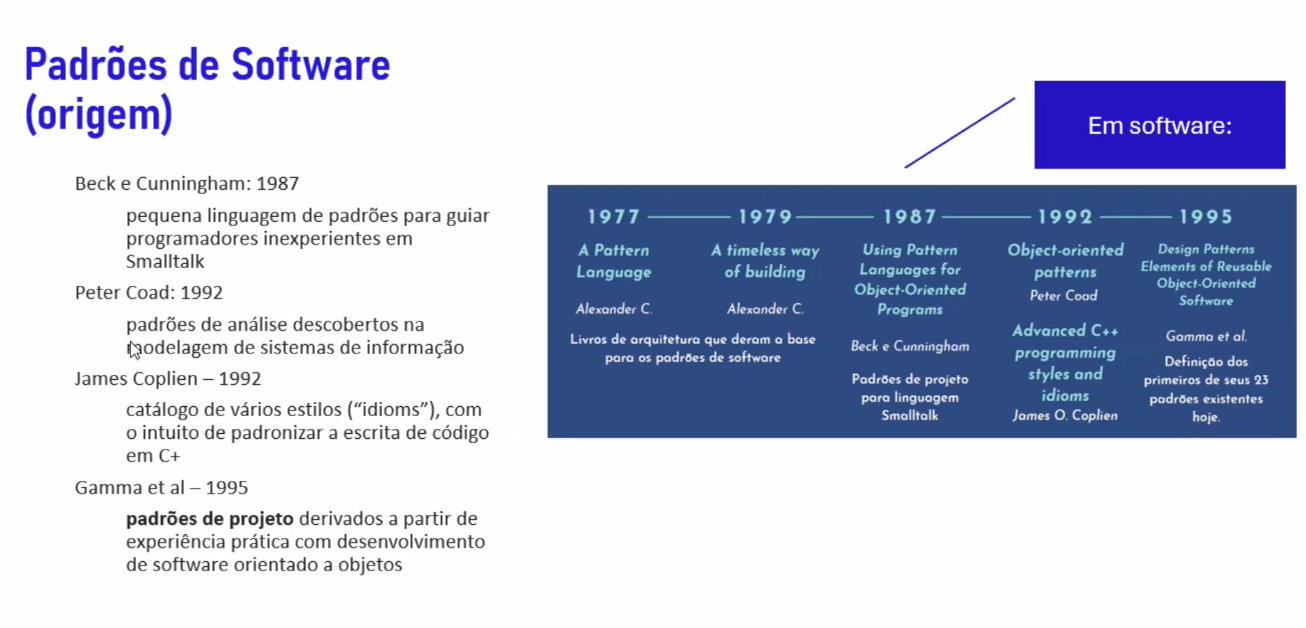 Padrões de Software
(origem)
Beck e Cunningham: 1987
pequena linguagem de padrões para guiar
programadores inexperientes em
Smalltalk
Peter Coad: 1992
padrões de análise descobertos na
modelagem de sistemas de informação
James Coplien – 1992
catálogo de vários estilos (“idioms”), com
o intuito de padronizar a escrita de código
em C+
Gamma et al – 1995
padrões de projeto derivados a partir de
experiência prática com desenvolvimento
de software orientado a objetos
Em software:
1977
A Pattern
Language
Alexander C.
1979
A timeless way
of building
Alexander C.
Livros de arquitetura que deram a base
para os padrões de software
1987
Using Pattern
Languages for
Object-Oriented
Programs
Beck e Cunningham
Padrões de projeto
para linguagem
Smalltalk
1992
Object-oriented
patterns
Peter Coad
Advanced C++
programming
styles and
idioms
James O. Coplien
1995
Design Patterns
Elements of Reusable
Object-Oriented
Software
Gamma et al.
Definição dos
primeiros de seus 23
padrões existentes
hoje.